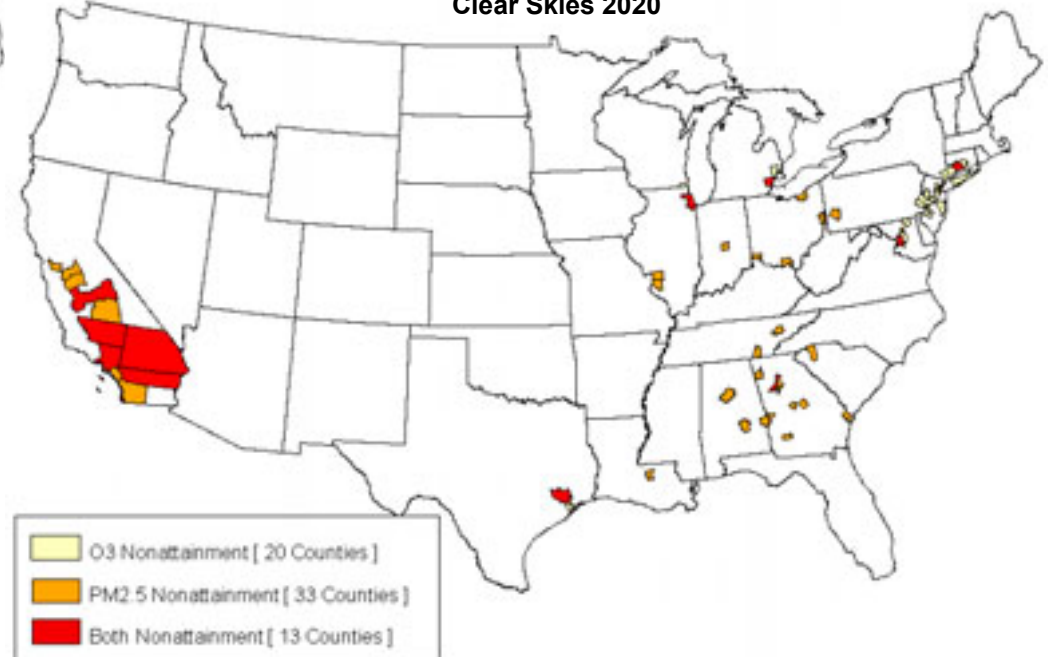 Clear Skies 2020
O3 Nonattainment [ 20 Counties ]
PM2.5 Nonattainment [ 33 Counties ]
Both Nonattainment [ 13 Counties ]